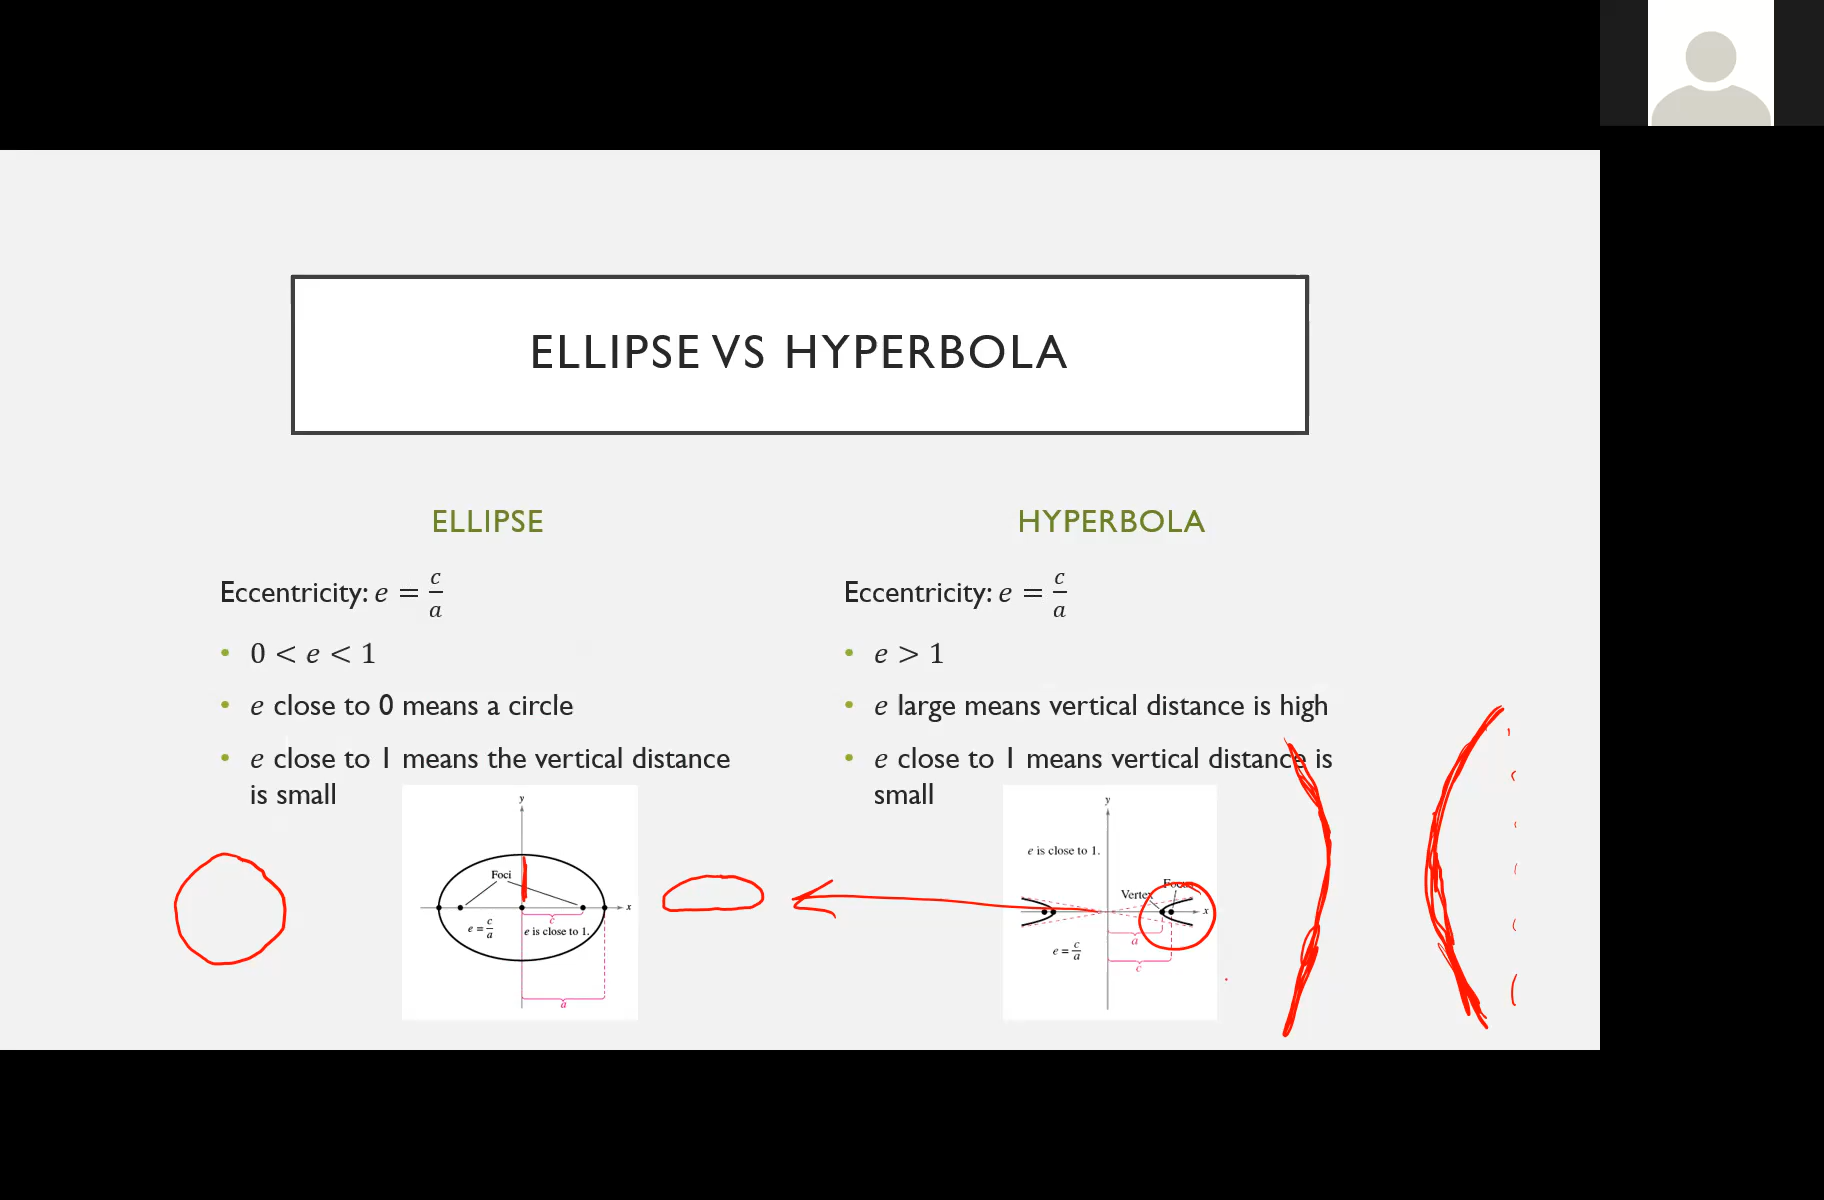 ELLIPSE VS HYPERBOLA
ELLIPSE
Eccentricity: e = c/a
• 0 < e < 1
• e close to 0 means a circle
• e close to 1 means the vertical distance
is small
y
Foci
x
c
e = c/a
e is close to 1.
a
HYPERBOLA
Eccentricity: e = c/a
• e > 1
• e large means vertical distance is high
• e close to 1 means vertical distance is
small
y
e is close to 1.
Focus
Vertex
x
a
e = c/a
c